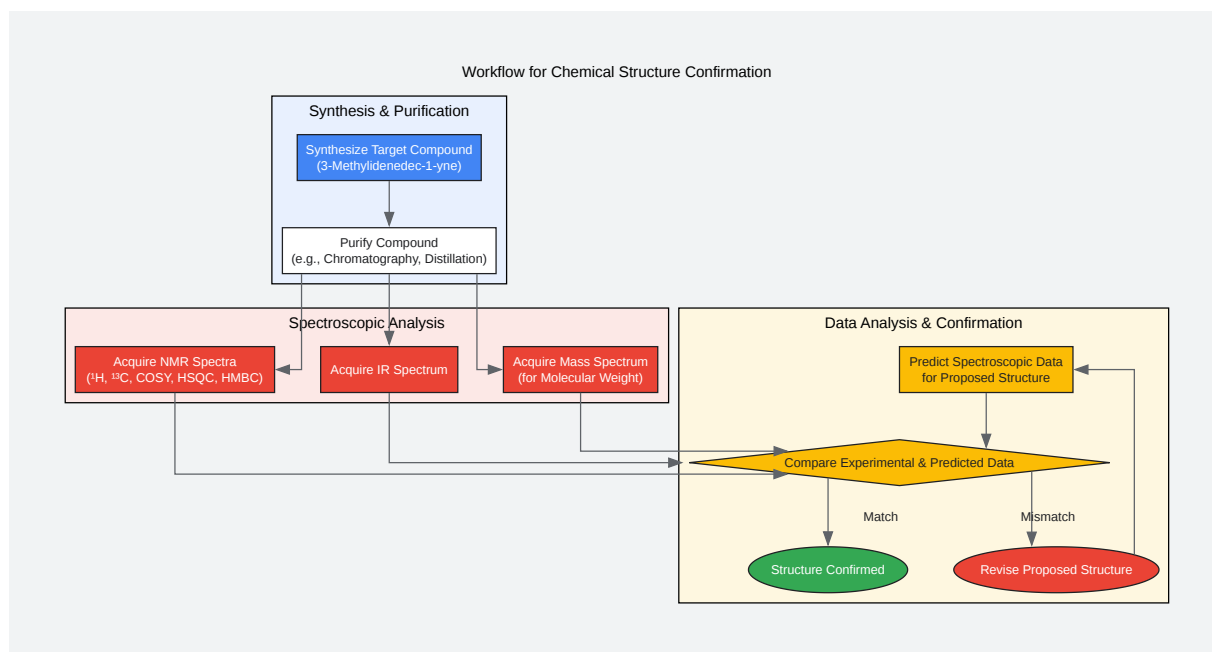 Workflow for Chemical Structure Confirmation
Synthesis & Purification
Synthesize Target Compound
(3-Methylidenedec-1-yne)
Purify Compound
(e.g., Chromatography, Distillation)
Spectroscopic Analysis
Acquire NMR Spectra
(¹H, ¹³C, COSY, HSQC, HMBC)
Acquire IR Spectrum
Acquire Mass Spectrum
(for Molecular Weight)
Data Analysis & Confirmation
Predict Spectroscopic Data
for Proposed Structure
Compare Experimental & Predicted Data
Match
Mismatch
Structure Confirmed
Revise Proposed Structure